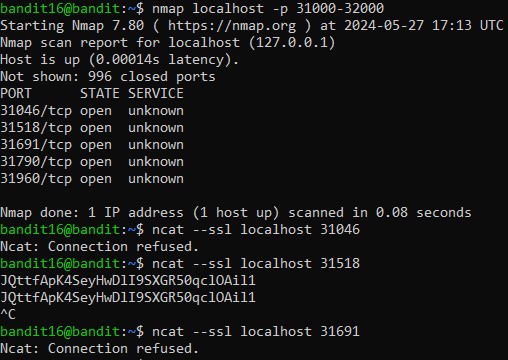 bandit16@bandit:~$ nmap localhost -p 31000-32000
Starting Nmap 7.80 ( https://nmap.org ) at 2024-05-27 17:13 UTC
Nmap scan report for localhost (127.0.0.1)
Host is up (0.00014s latency).
Not shown: 996 closed ports
PORT      STATE SERVICE
31046/tcp open  unknown
31518/tcp open  unknown
31691/tcp open  unknown
31790/tcp open  unknown
31960/tcp open  unknown

Nmap done: 1 IP address (1 host up) scanned in 0.08 seconds
bandit16@bandit:~$ ncat --ssl localhost 31046
Ncat: Connection refused.
bandit16@bandit:~$ ncat --ssl localhost 31518
JQttfApK4SeyHwDlI9SXGR50qclOAil1
JQttfApK4SeyHwDlI9SXGR50qclOAil1
^C
bandit16@bandit:~$ ncat --ssl localhost 31691
Ncat: Connection refused.